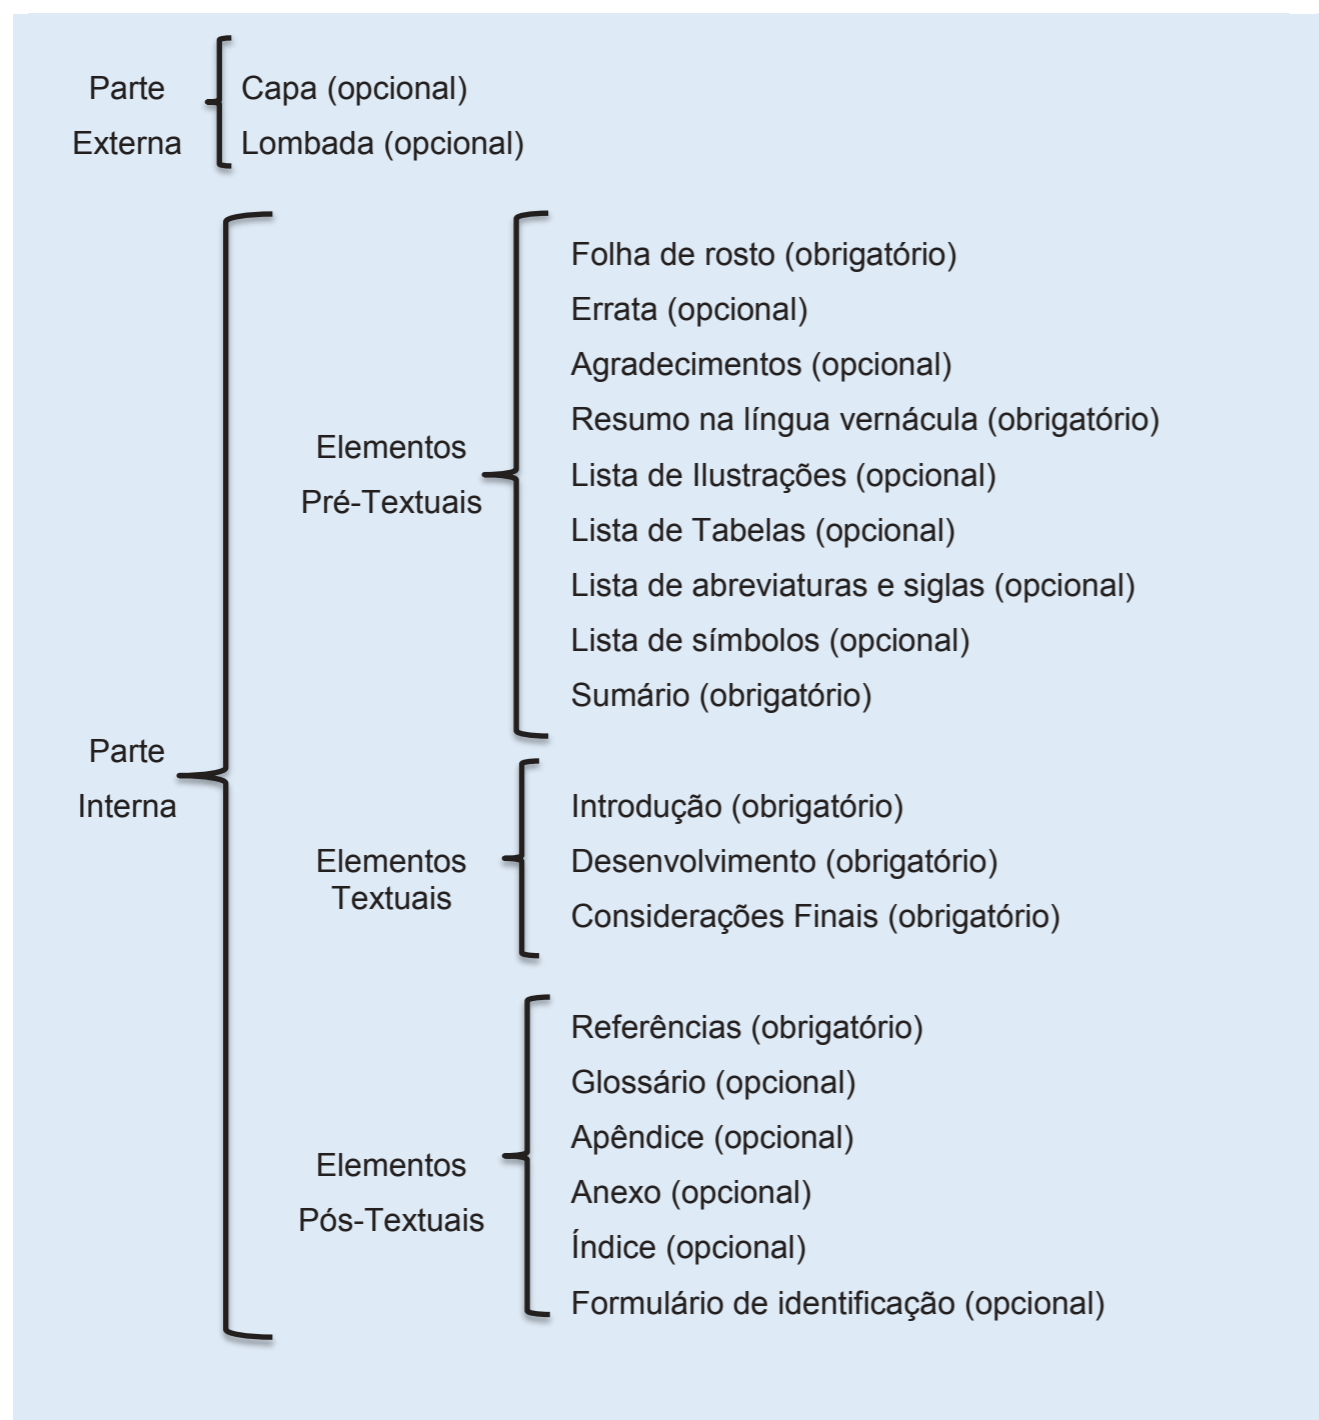 Parte
Externa
Capa (opcional)
Lombada (opcional)
Parte
Interna
Elementos
Pré-Textuais
Folha de rosto (obrigatório)
Errata (opcional)
Agradecimentos (opcional)
Resumo na língua vernácula (obrigatório)
Lista de Ilustrações (opcional)
Lista de Tabelas (opcional)
Lista de abreviaturas e siglas (opcional)
Lista de símbolos (opcional)
Sumário (obrigatório)
Elementos
Textuais
Introdução (obrigatório)
Desenvolvimento (obrigatório)
Considerações Finais (obrigatório)
Elementos
Pós-Textuais
Referências (obrigatório)
Glossário (opcional)
Apêndice (opcional)
Anexo (opcional)
Índice (opcional)
Formulário de identificação (opcional)